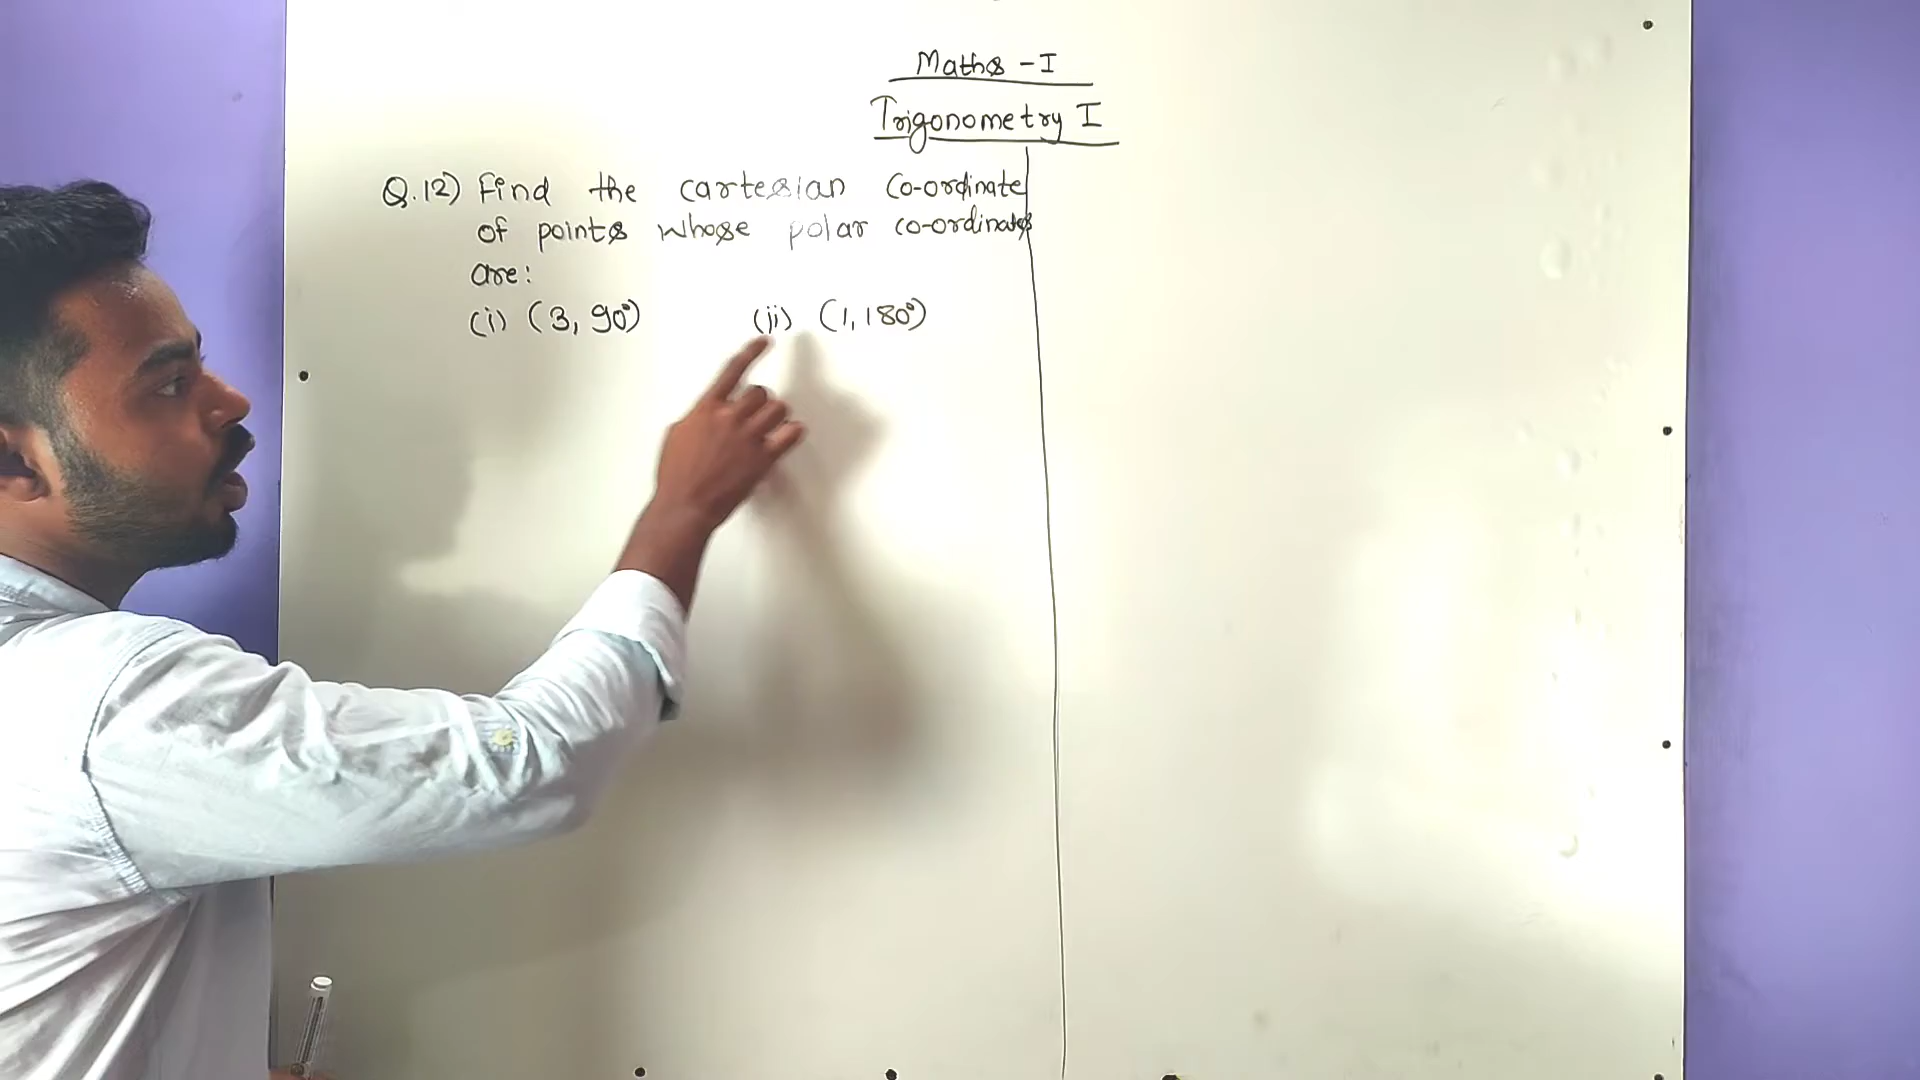 Maths - I
Trigonometry I
Q.12) Find the cartesian co-ordinate
of points whose polar co-ordinates
are:
(i) (3, 90°) (ii) (1, 180°)